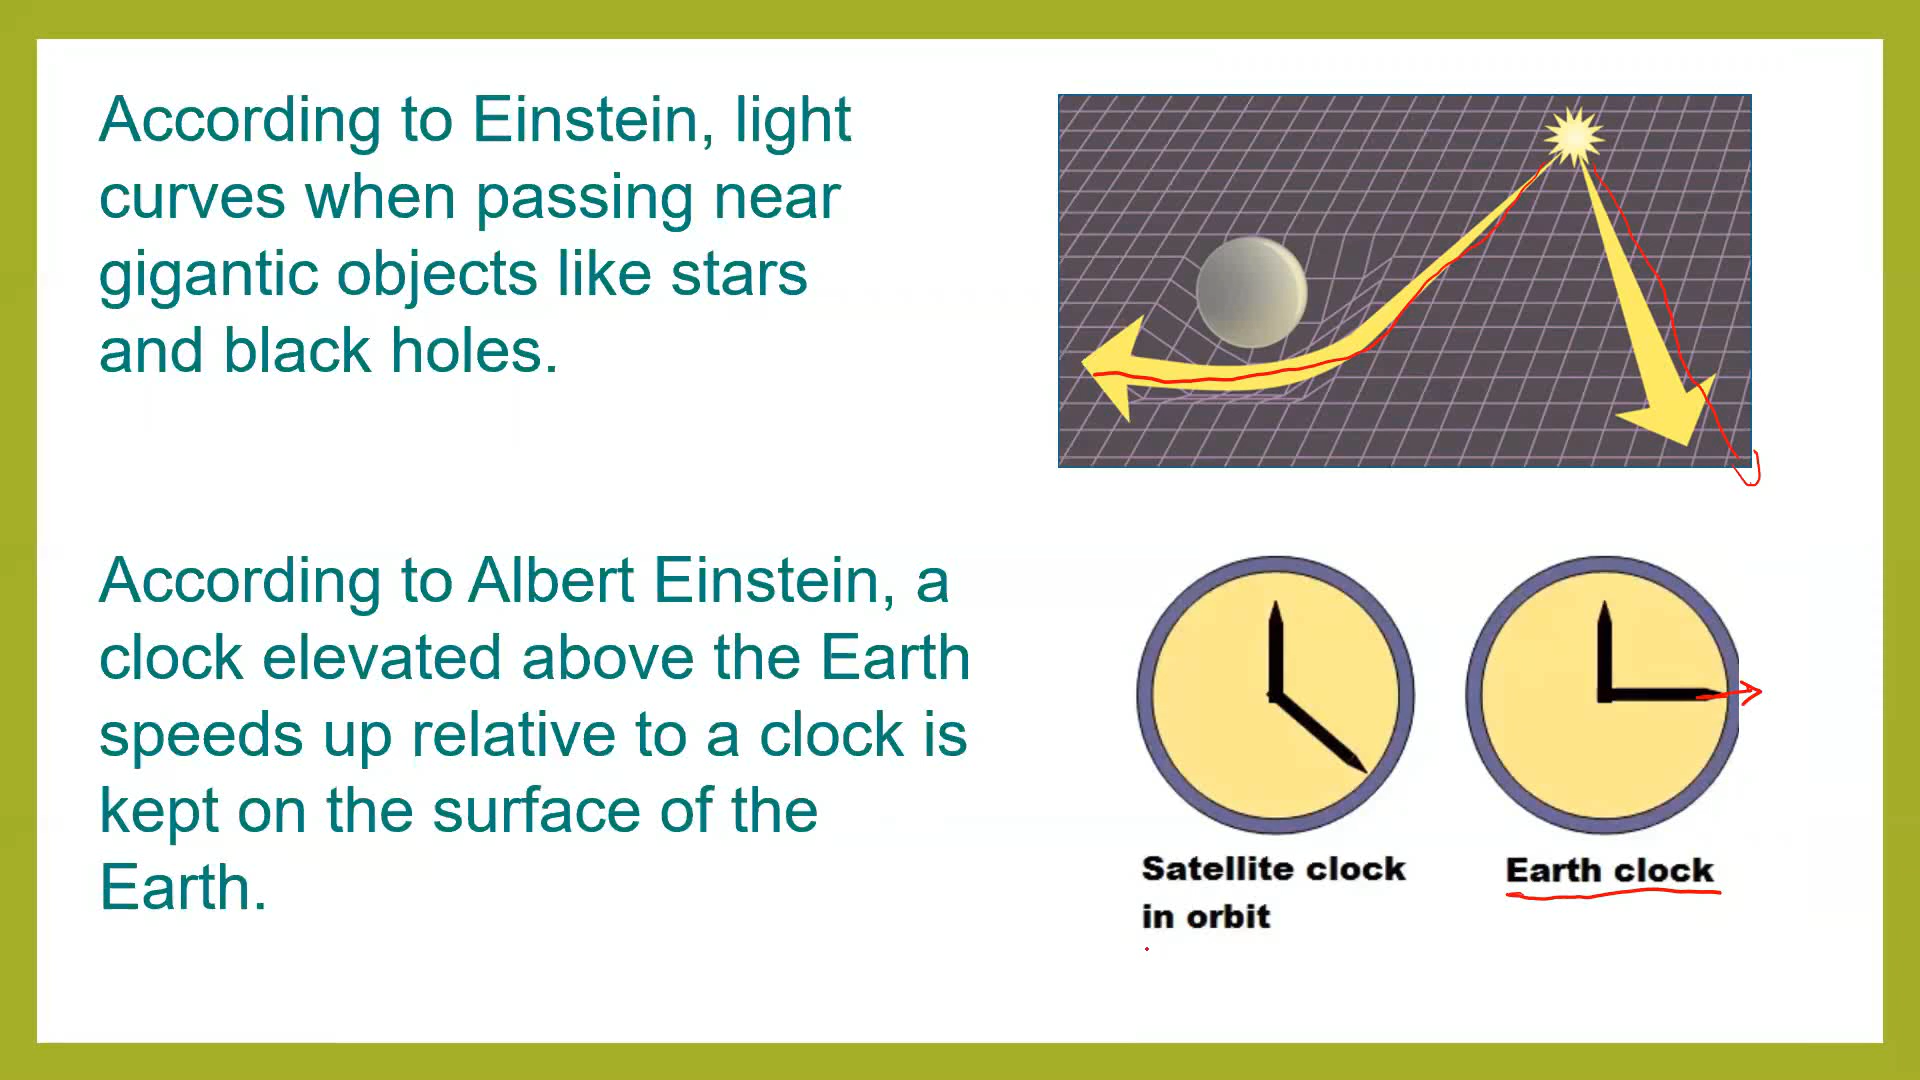 According to Einstein, light
curves when passing near
gigantic objects like stars
and black holes.
According to Albert Einstein, a
clock elevated above the Earth
speeds up relative to a clock is
kept on the surface of the
Earth.
Satellite clock
in orbit
Earth clock